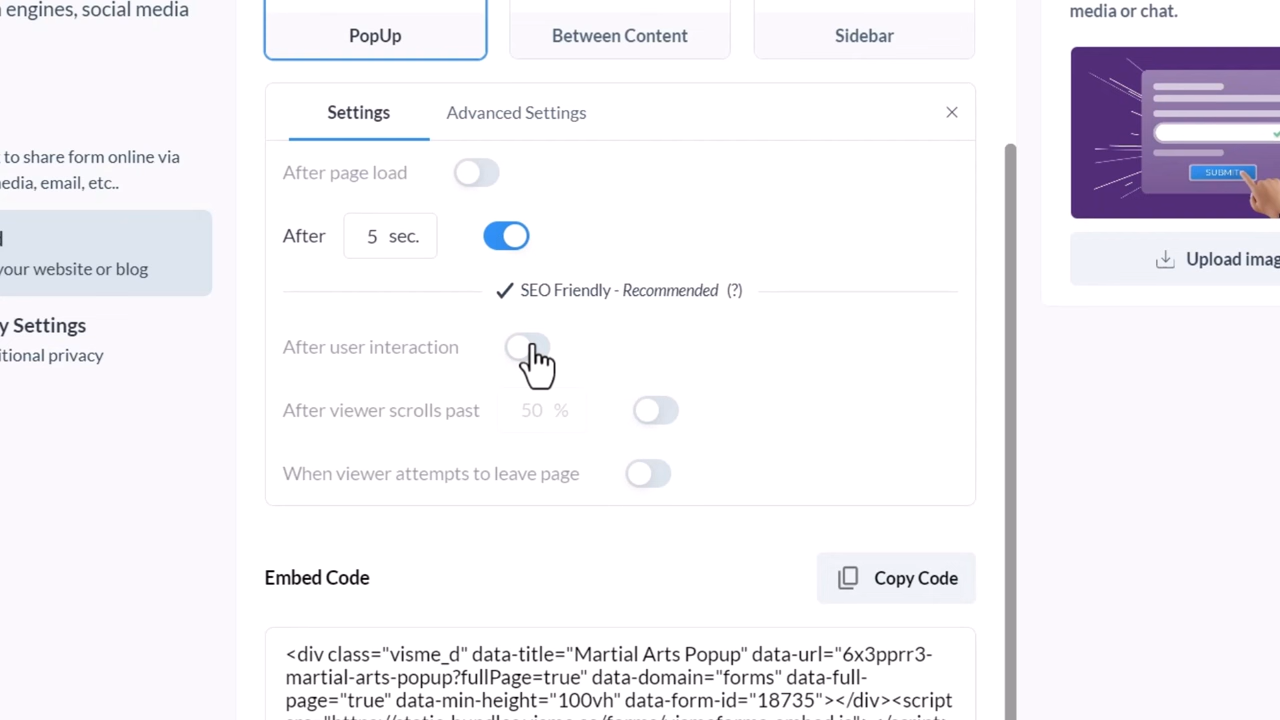 n engines, social media
to share form online via
edia, email, etc..
your website or blog
y Settings
itional privacy
PopUp
Between Content
Sidebar
Settings
Advanced Settings
After page load
After 5 sec.
SEO Friendly - Recommended (?)
After user interaction
After viewer scrolls past 50 %
When viewer attempts to leave page
Embed Code
Copy Code
<div class="visme_d" data-title="Martial Arts Popup" data-url="6x3pprr3-
martial-arts-popup?fullPage=true" data-domain="forms" data-full-
page="true" data-min-height="100vh" data-form-id="18735"></div><script
media or chat.
SUBMIT
Upload imag